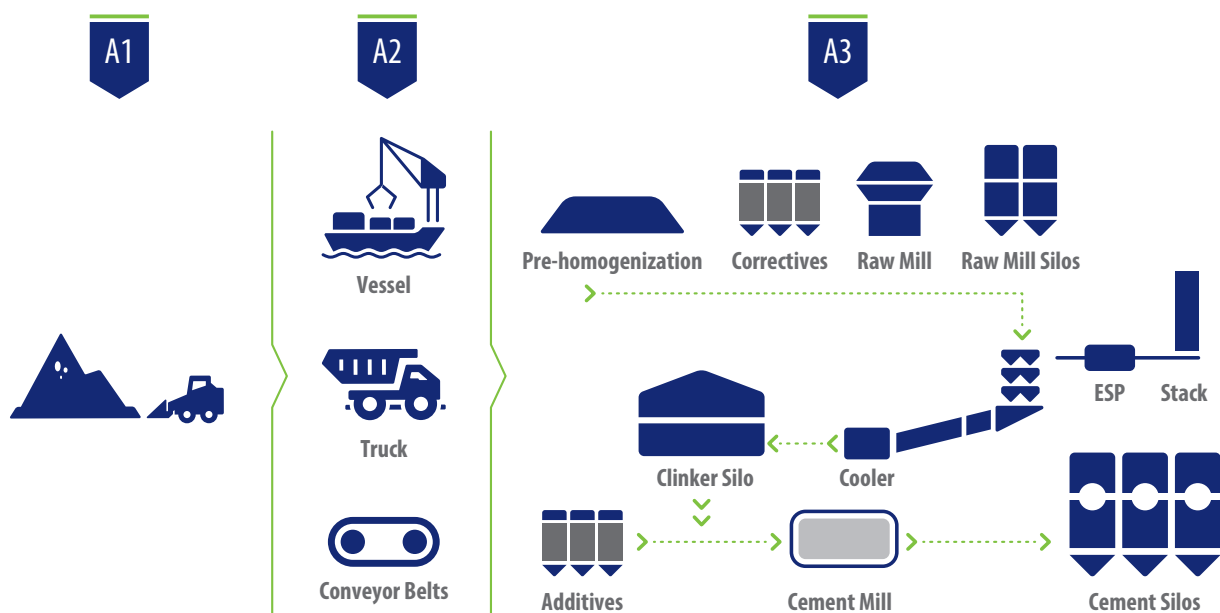 A1
A2
A3
Vessel
Truck
Conveyor Belts
Pre-homogenization
Correctives
Raw Mill
Raw Mill Silos
ESP
Stack
Clinker Silo
Cooler
Additives
Cement Mill
Cement Silos